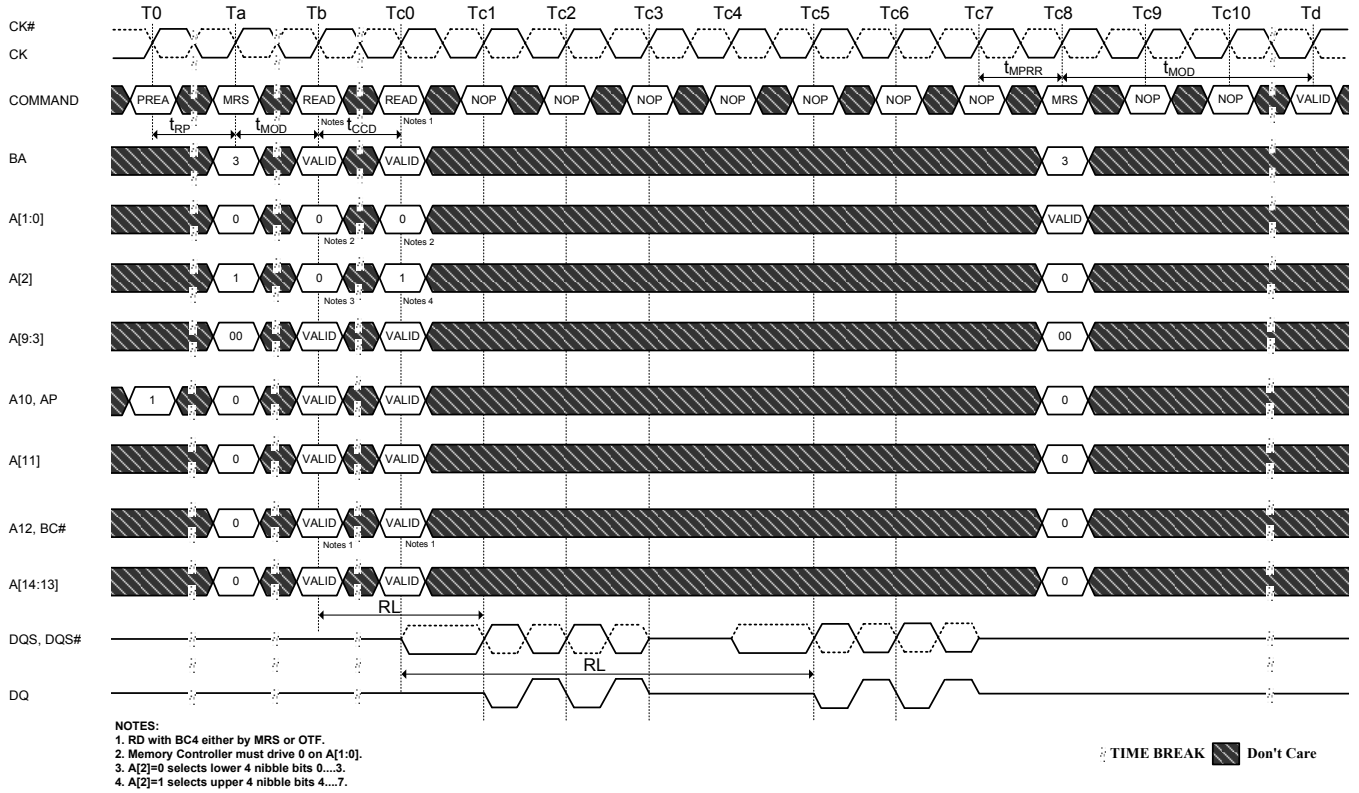 T0 Ta Tb Tc0 Tc1 Tc2 Tc3 Tc4 Tc5 Tc6 Tc7 Tc8 Tc9 Tc10 Td
CK#
CK
tMPRR tMOD
COMMAND PREA MRS READ READ NOP NOP NOP NOP NOP NOP NOP MRS NOP NOP VALID
Notes 1 Notes 1
tRP tMOD tCCD
BA 3 VALID VALID 3
A[1:0] 0 0 0 VALID
Notes 2 Notes 2
A[2] 1 0 1 0
Notes 3 Notes 4
A[9:3] 00 VALID VALID 00
A10, AP 1 0 VALID VALID 0
A[11] 0 VALID VALID 0
A12, BC# 0 VALID VALID 0
Notes 1 Notes 1
A[14:13] 0 VALID VALID 0
RL
DQS, DQS#
RL
DQ
NOTES:
1. RD with BC4 either by MRS or OTF.
2. Memory Controller must drive 0 on A[1:0].
3. A[2]=0 selects lower 4 nibble bits 0....3.
4. A[2]=1 selects upper 4 nibble bits 4....7.
TIME BREAK Don't Care